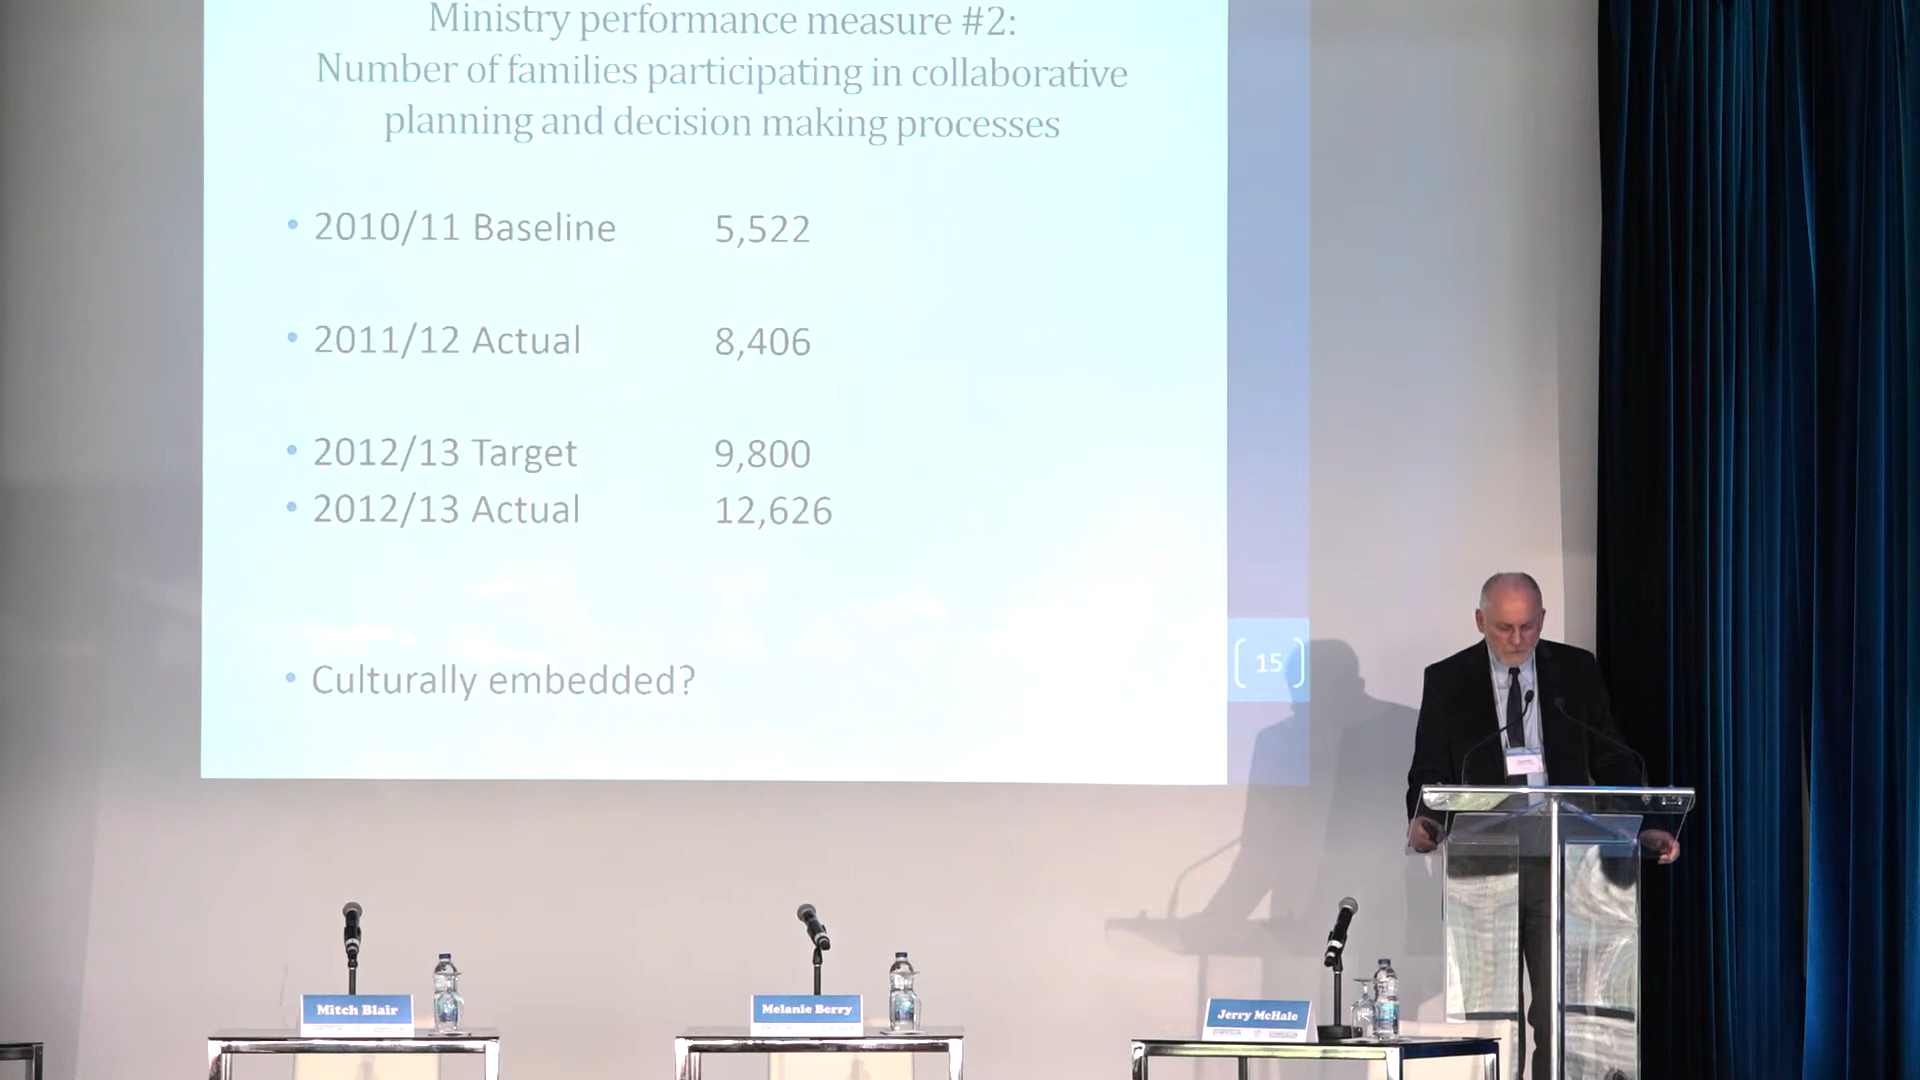 Ministry performance measure #2:
Number of families participating in collaborative
planning and decision making processes
• 2010/11 Baseline 5,522
• 2011/12 Actual 8,406
• 2012/13 Target 9,800
• 2012/13 Actual 12,626
• Culturally embedded?
15
Mitch Blair
Melanie Berry
Jerry McHale